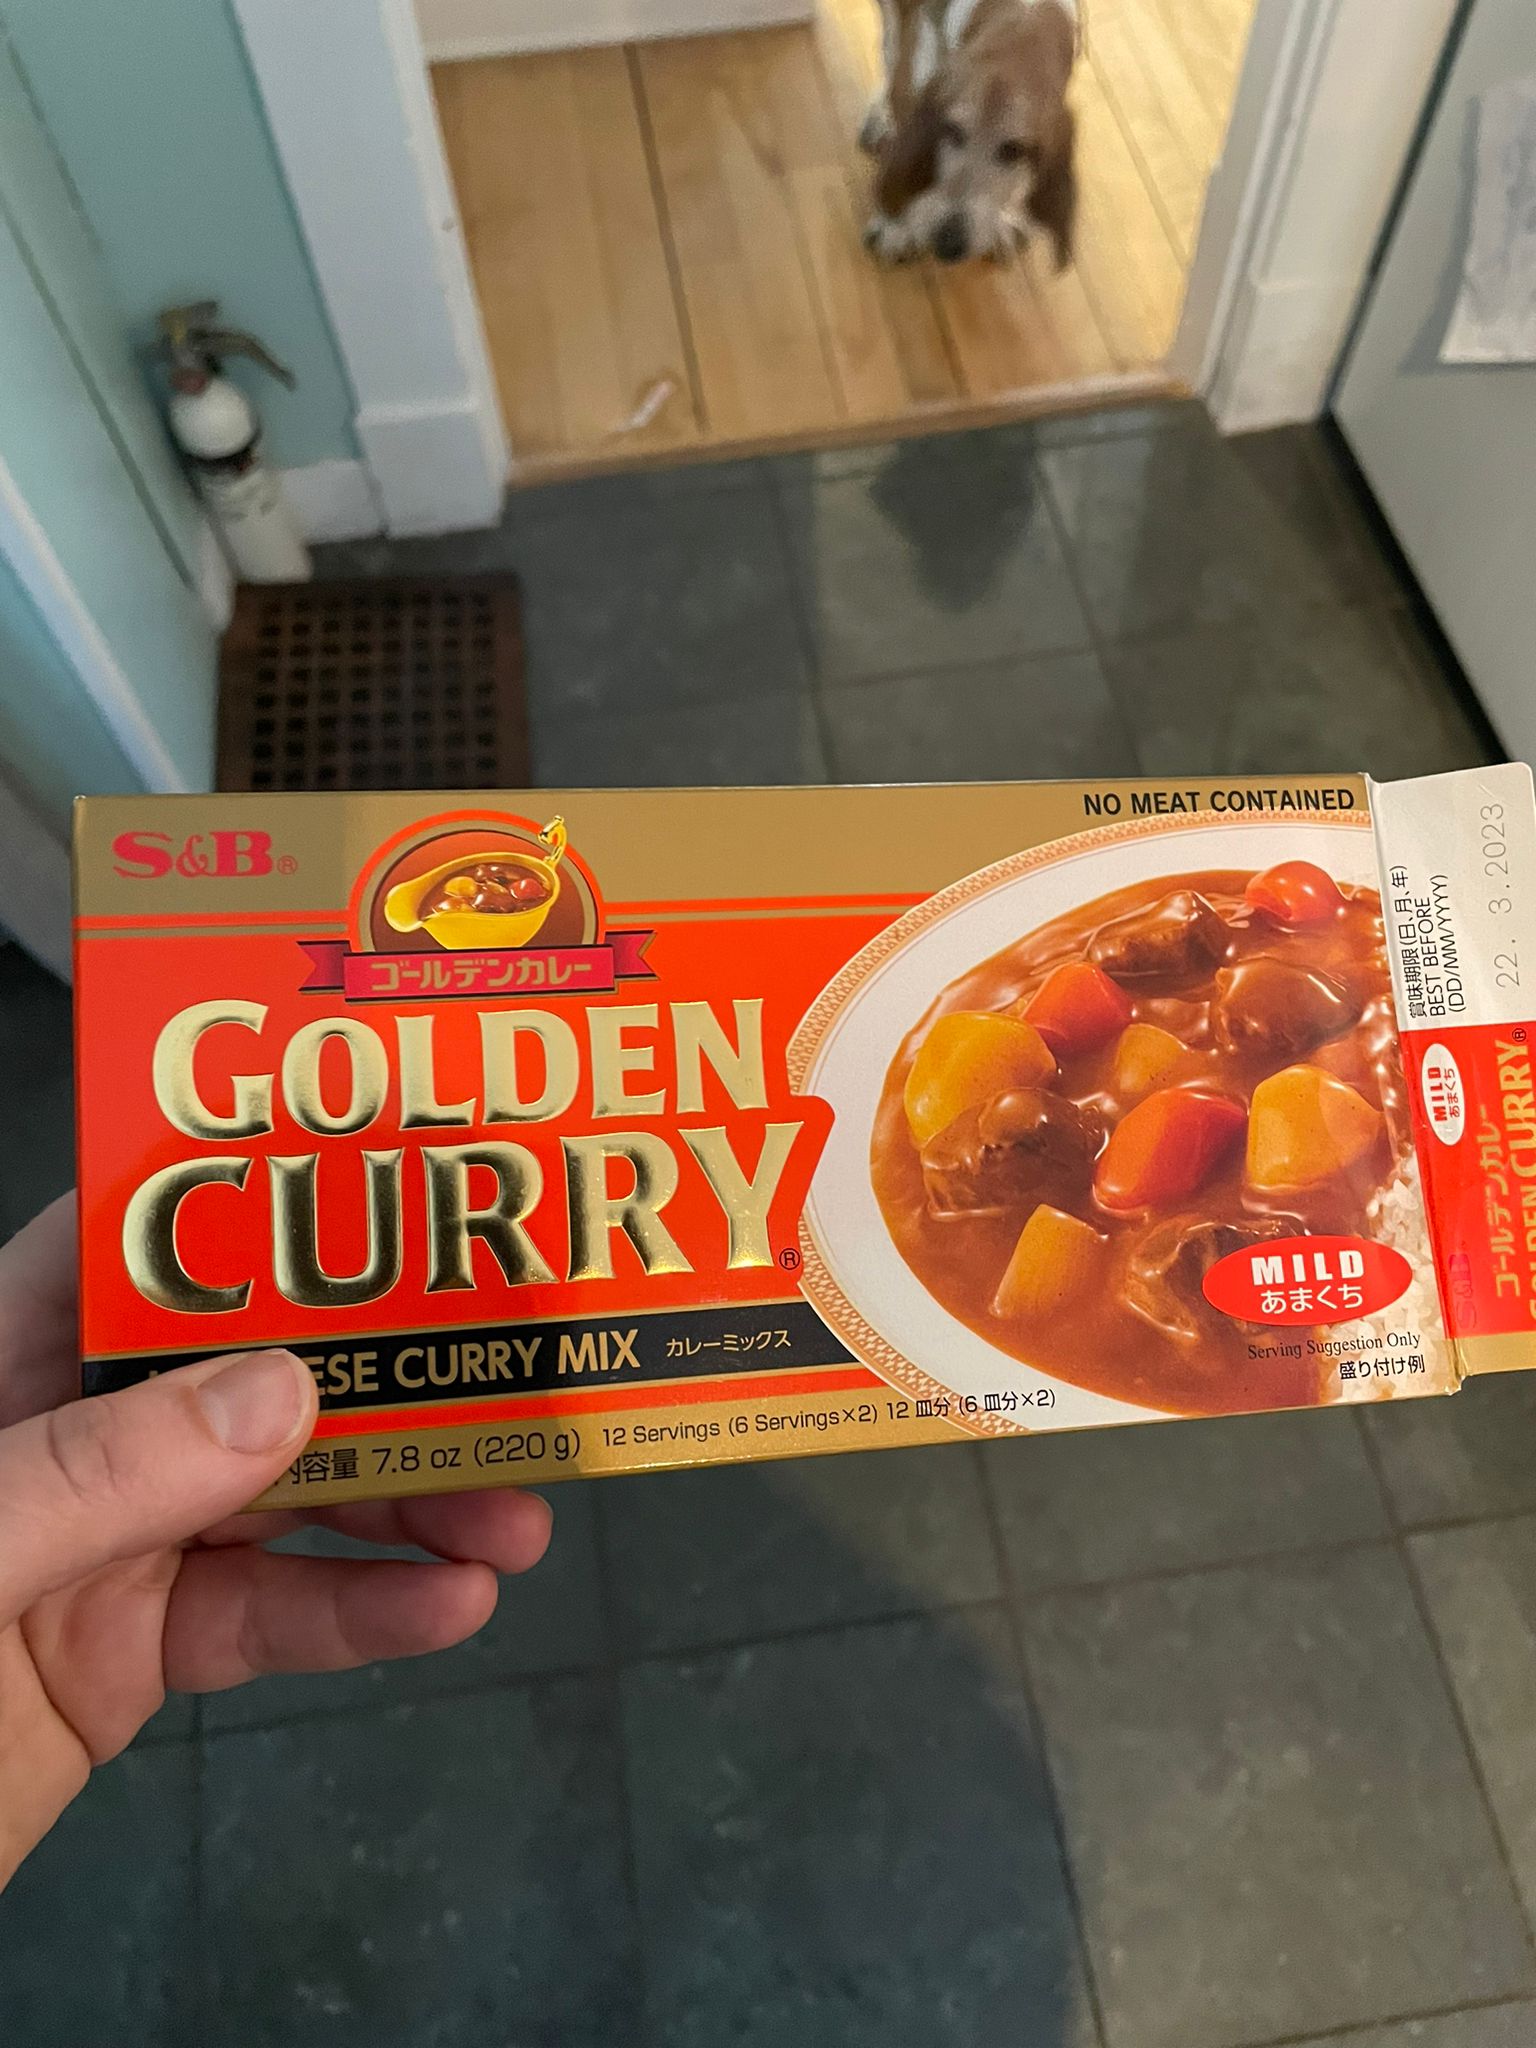 NO MEAT CONTAINED
S&B®
ゴールデンカレー
GOLDEN
CURRY®
ESE CURRY MIX カレーミックス
内容量 7.8 oz (220 g) 12 Servings (6 Servings×2) 12 皿分 (6 皿分×2)
MILD
あまくち
Serving Suggestion Only
盛り付け例
賞味期限(日、月、年)
BEST BEFORE
(DD/MM/YYYY)
22. 3.2023
MILD
あまくち
S&B
ゴールデンカレー
GOLDEN CURRY®